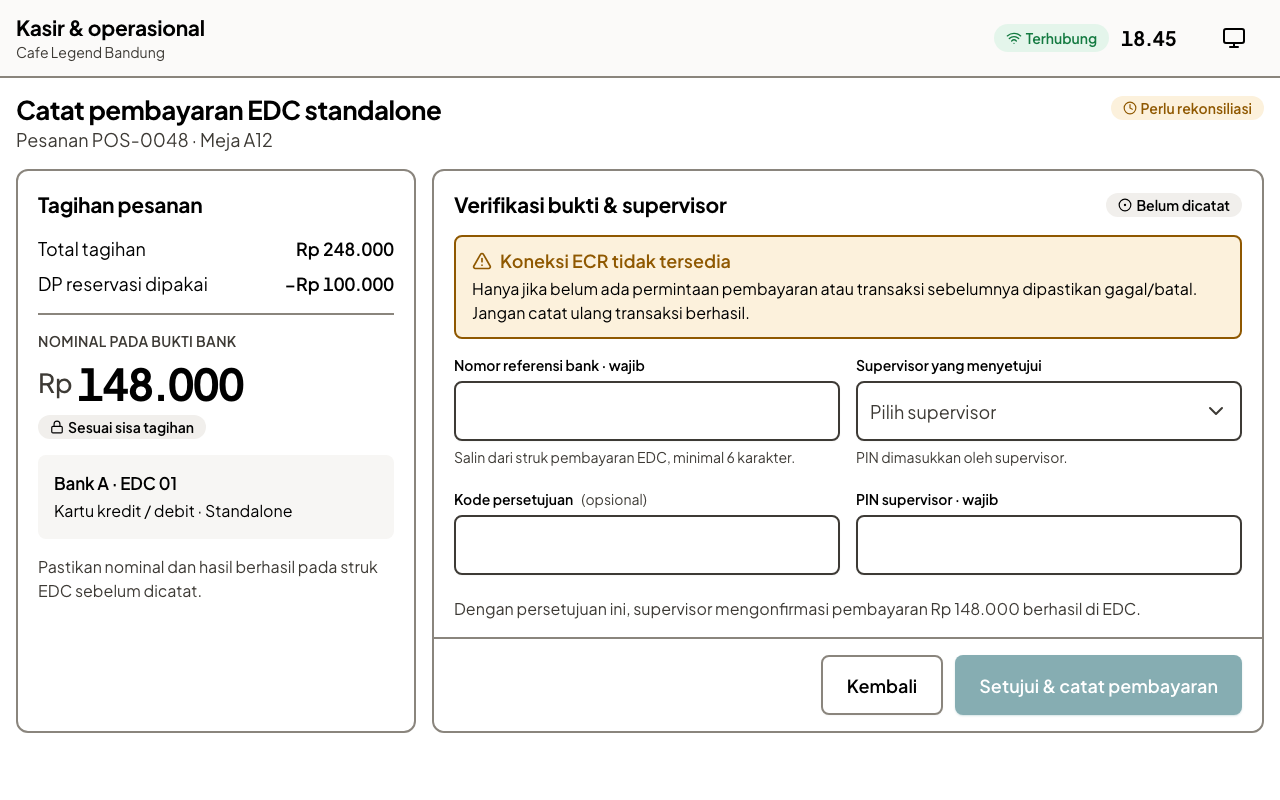 Kasir & operasional
Cafe Legend Bandung
Terhubung
18.45
Catat pembayaran EDC standalone
Pesanan POS-0048 · Meja A12
Perlu rekonsiliasi
Tagihan pesanan
Total tagihan Rp 248.000
DP reservasi dipakai −Rp 100.000
NOMINAL PADA BUKTI BANK
Rp 148.000
Sesuai sisa tagihan
Bank A · EDC 01
Kartu kredit / debit · Standalone
Pastikan nominal dan hasil berhasil pada struk
EDC sebelum dicatat.
Verifikasi bukti & supervisor
Belum dicatat
Koneksi ECR tidak tersedia
Hanya jika belum ada permintaan pembayaran atau transaksi sebelumnya dipastikan gagal/batal.
Jangan catat ulang transaksi berhasil.
Nomor referensi bank · wajib
Salin dari struk pembayaran EDC, minimal 6 karakter.
Supervisor yang menyetujui
Pilih supervisor
PIN dimasukkan oleh supervisor.
Kode persetujuan (opsional)
PIN supervisor · wajib
Dengan persetujuan ini, supervisor mengonfirmasi pembayaran Rp 148.000 berhasil di EDC.
Kembali
Setujui & catat pembayaran